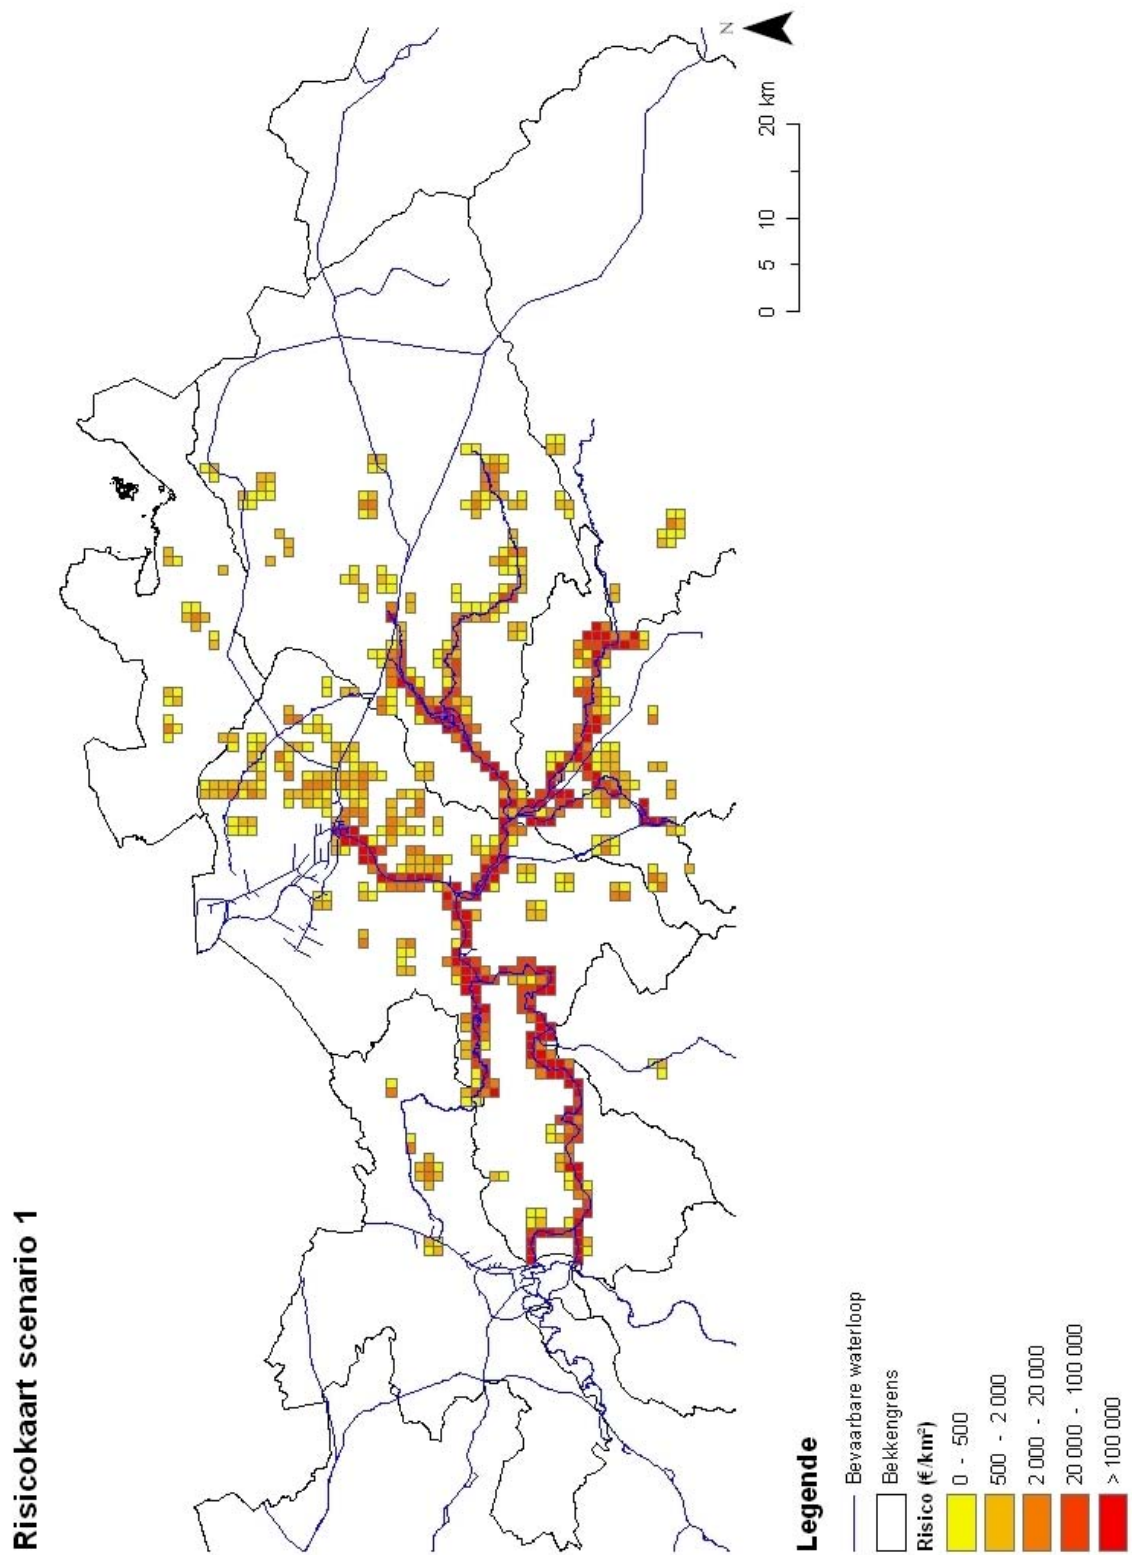 Risicokaart scenario 1
N
0 5 10 20 km
Legende
Bevaarbare waterloop
Bekkengrens
Risico (€/km²)
0 - 500
500 - 2 000
2 000 - 20 000
20 000 - 100 000
> 100 000